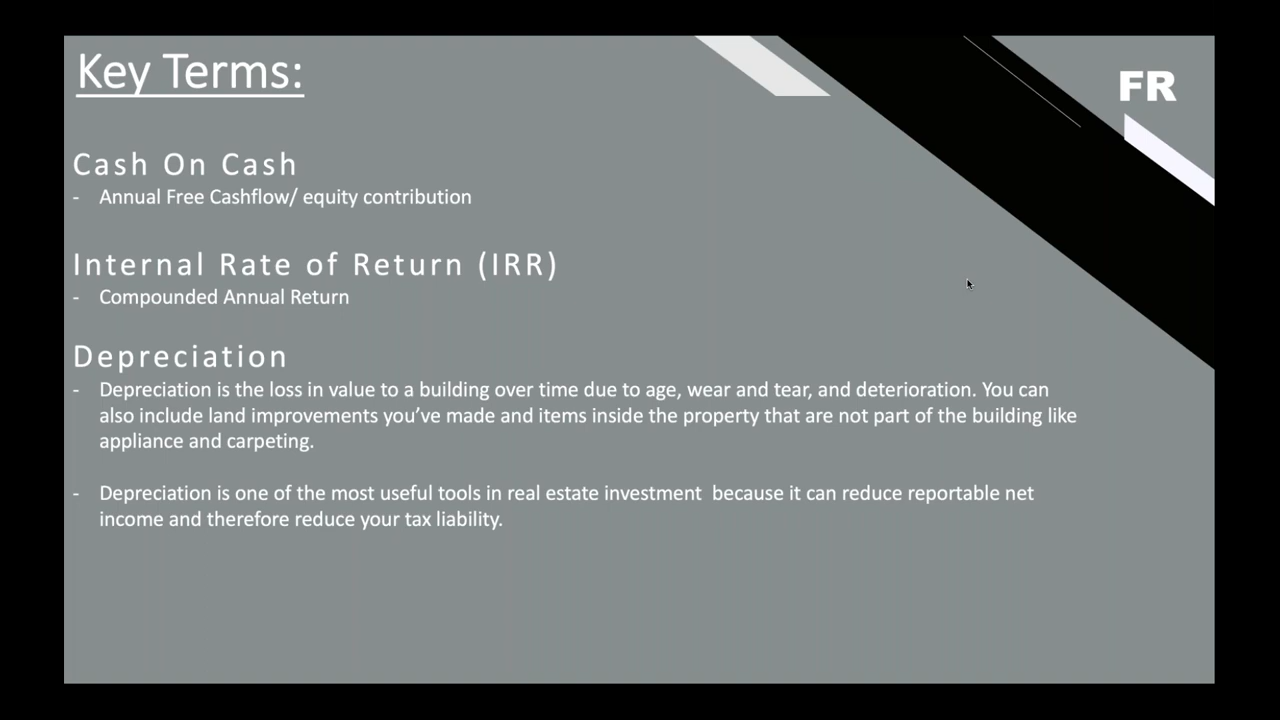 Key Terms:
FR
Cash On Cash
- Annual Free Cashflow/ equity contribution
Internal Rate of Return (IRR)
- Compounded Annual Return
Depreciation
- Depreciation is the loss in value to a building over time due to age, wear and tear, and deterioration. You can
also include land improvements you’ve made and items inside the property that are not part of the building like
appliance and carpeting.
- Depreciation is one of the most useful tools in real estate investment  because it can reduce reportable net
income and therefore reduce your tax liability.